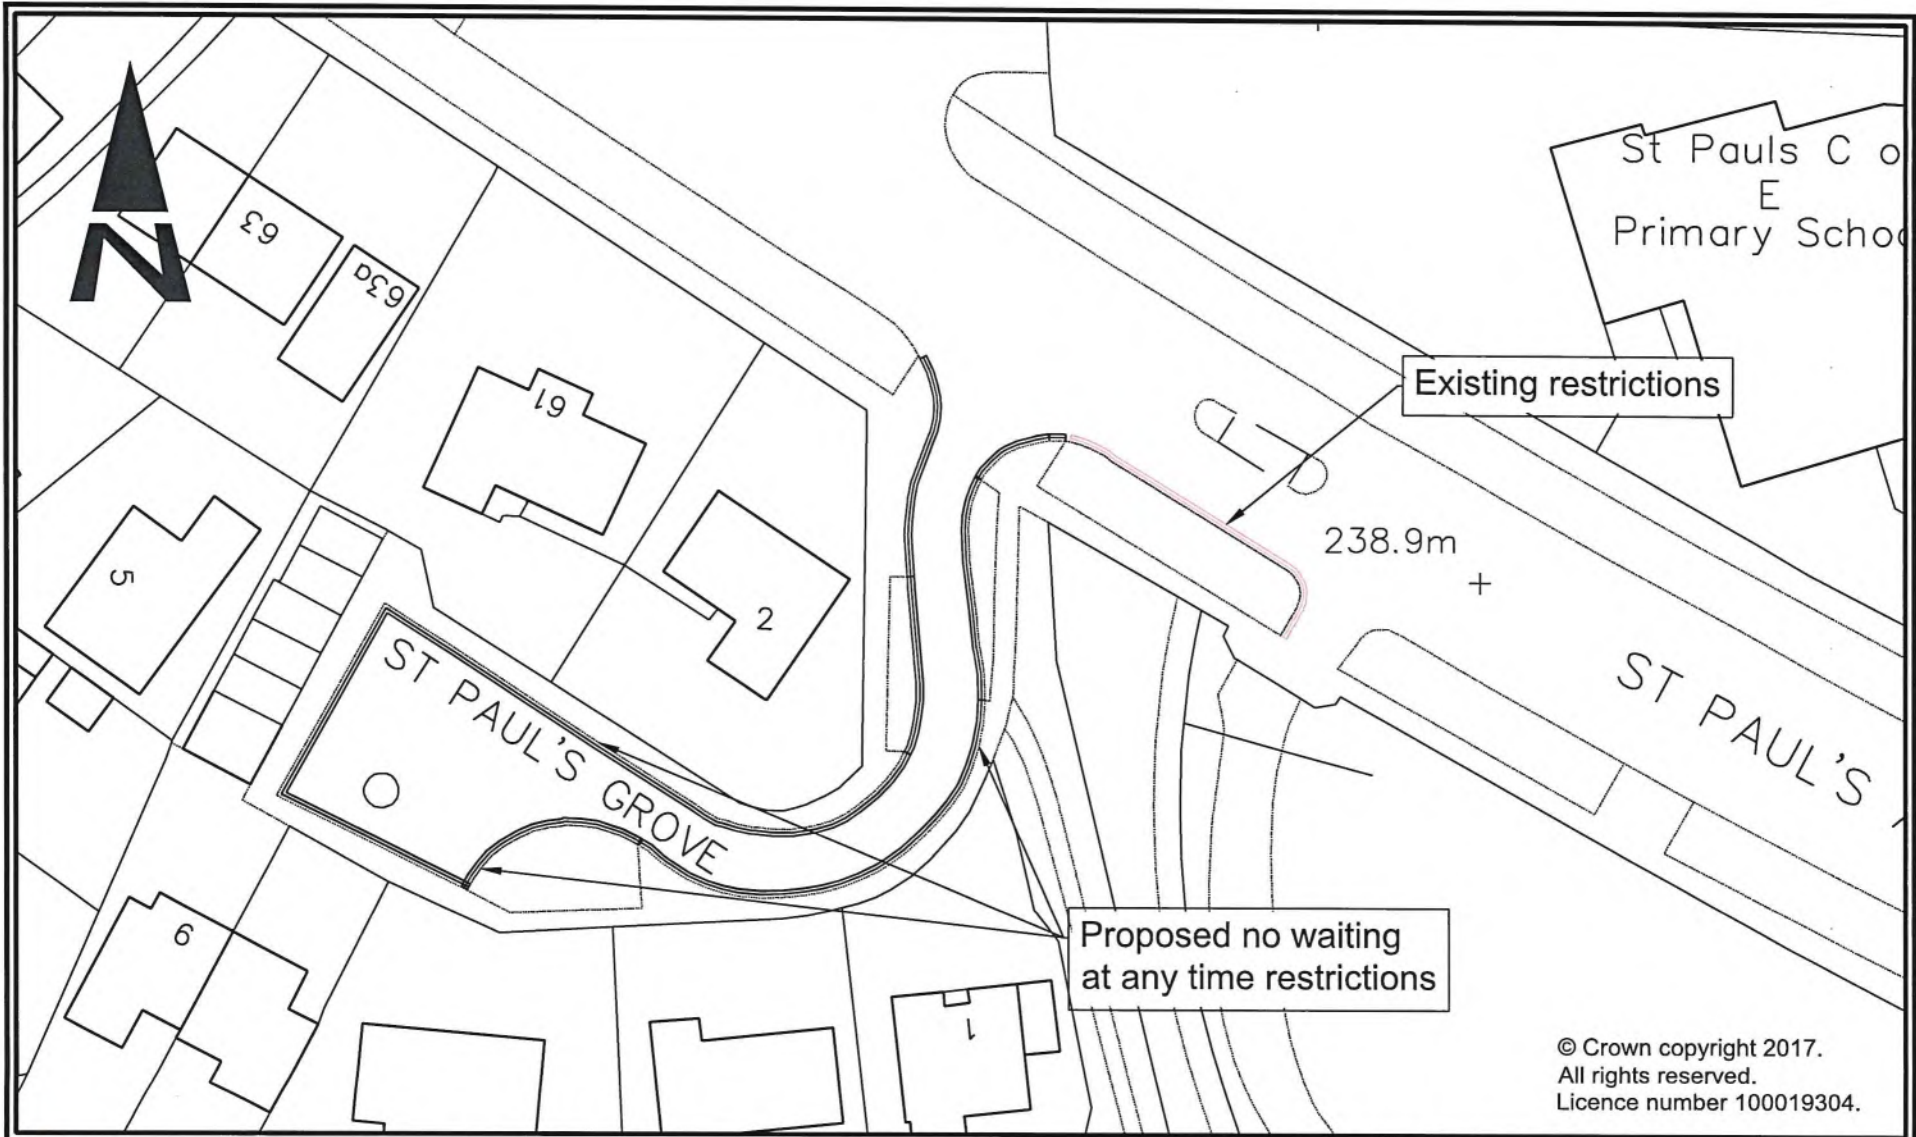 N
St Pauls C o
E
Primary Schoo
63
63a
Existing restrictions
61
238.9m
5
2
ST PAUL'S GROVE
ST PAUL'S
9
Proposed no waiting
at any time restrictions
1
© Crown copyright 2017.
All rights reserved.
Licence number 100019304.